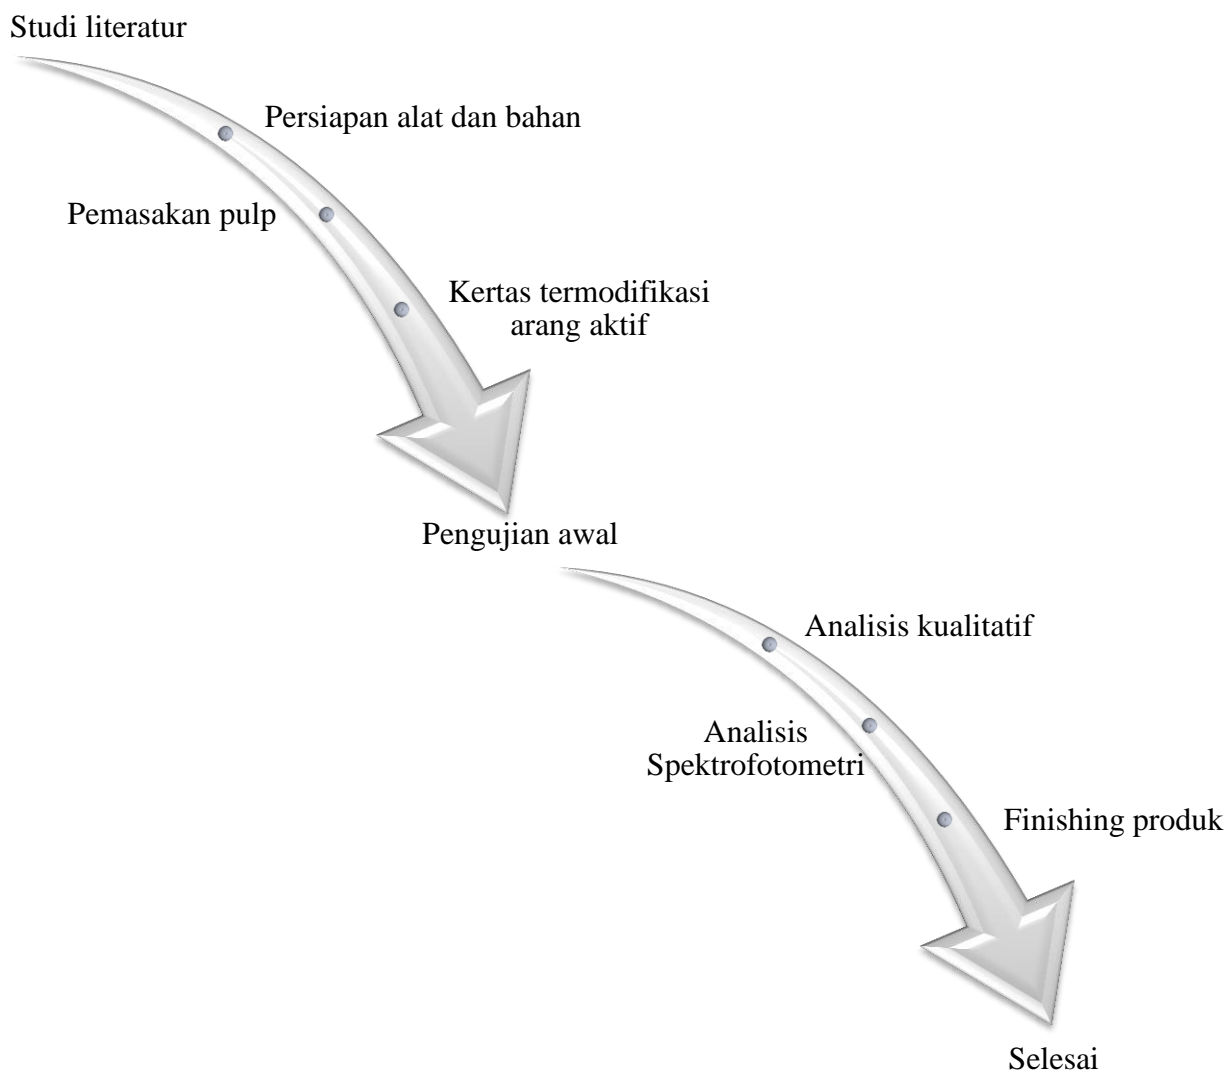 Studi literatur
Persiapan alat dan bahan
Pemasakan pulp
Kertas termodifikasi
arang aktif
Pengujian awal
Analisis kualitatif
Analisis
Spektrofotometri
Finishing produk
Selesai